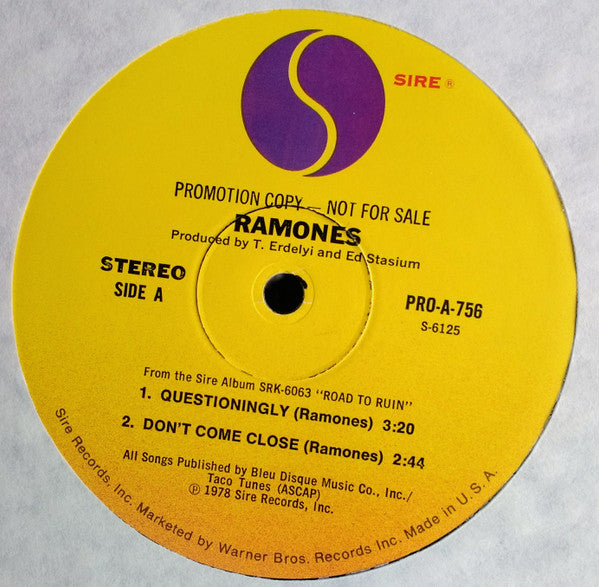 SIRE ®
PROMOTION COPY — NOT FOR SALE
RAMONES
Produced by T. Erdelyi and Ed Stasium
STEREO
SIDE A
PRO-A-756
S-6125
From the Sire Album SRK-6063 "ROAD TO RUIN"
1. QUESTIONINGLY (Ramones) 3:20
2. DON'T COME CLOSE (Ramones) 2:44
All Songs Published by Bleu Disque Music Co., Inc./
Taco Tunes (ASCAP)
℗ 1978 Sire Records, Inc.
Sire Records, Inc. Marketed by Warner Bros. Records Inc. Made in U.S.A.